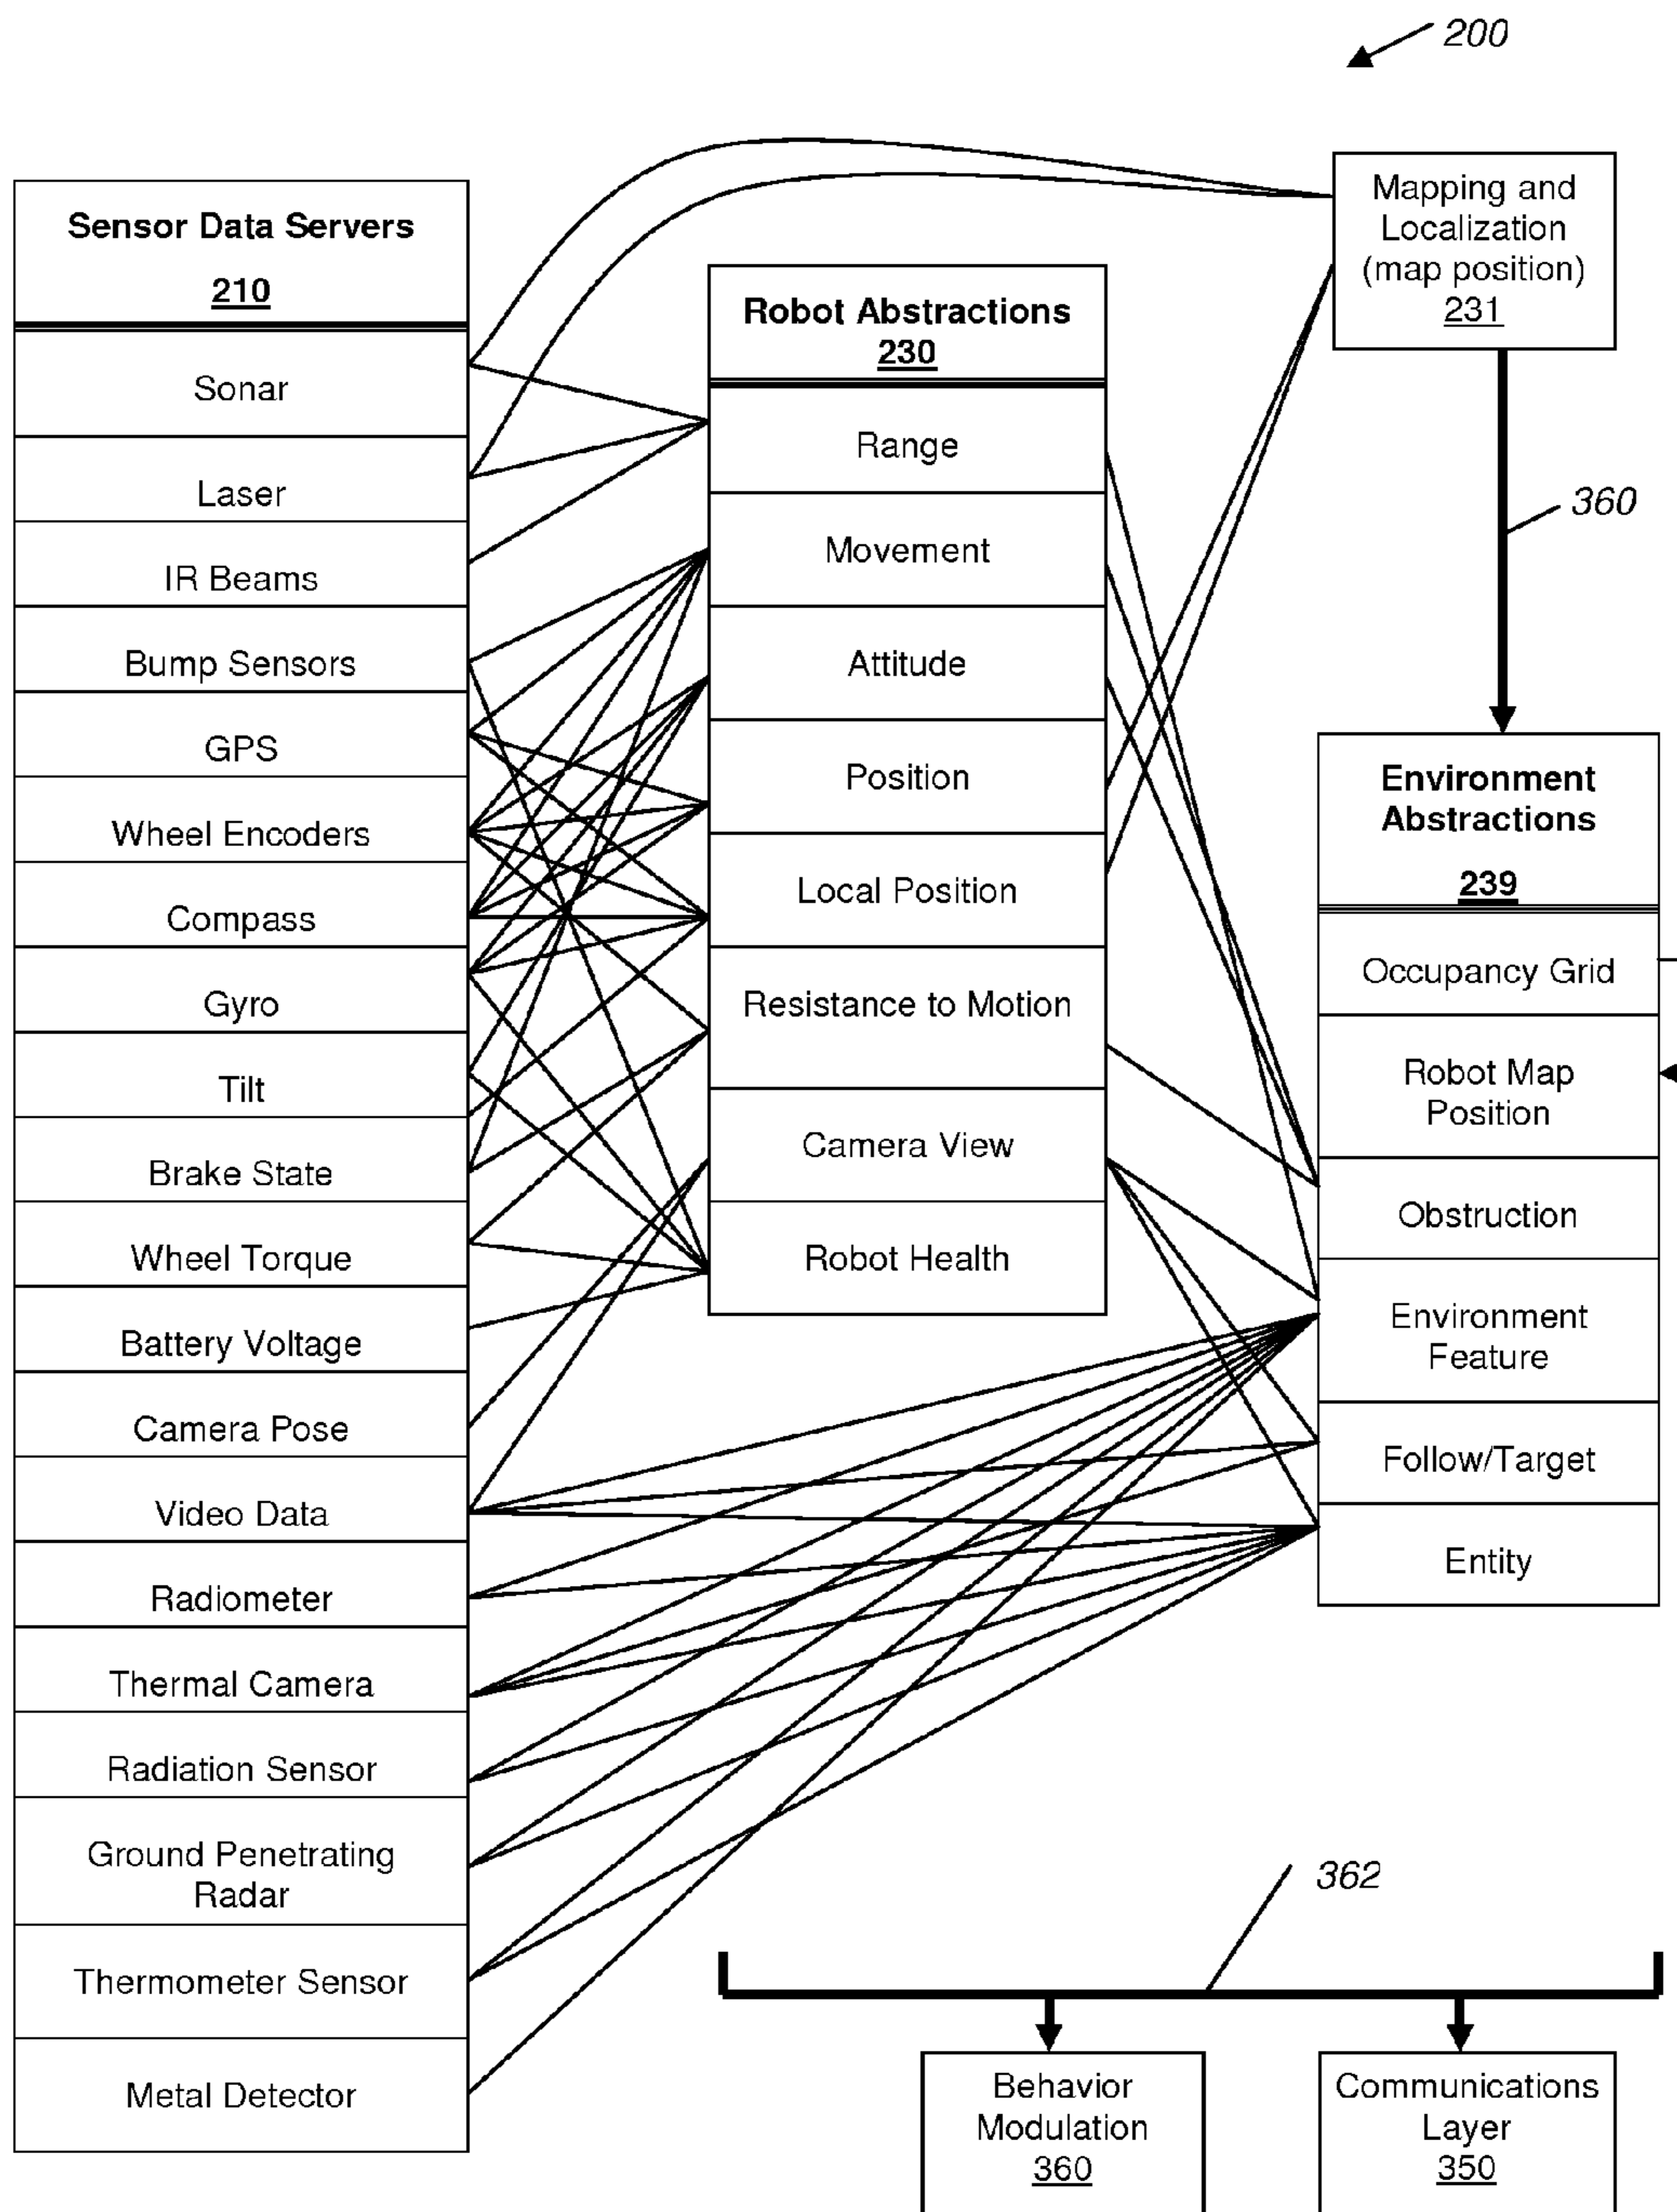 200
Sensor Data Servers
210
Sonar
Laser
IR Beams
Bump Sensors
GPS
Wheel Encoders
Compass
Gyro
Tilt
Brake State
Wheel Torque
Battery Voltage
Camera Pose
Video Data
Radiometer
Thermal Camera
Radiation Sensor
Ground Penetrating
Radar
Thermometer Sensor
Metal Detector
Robot Abstractions
230
Range
Movement
Attitude
Position
Local Position
Resistance to Motion
Camera View
Robot Health
Mapping and
Localization
(map position)
231
360
Environment
Abstractions
239
Occupancy Grid
Robot Map
Position
Obstruction
Environment
Feature
Follow/Target
Entity
362
Behavior
Modulation
360
Communications
Layer
350